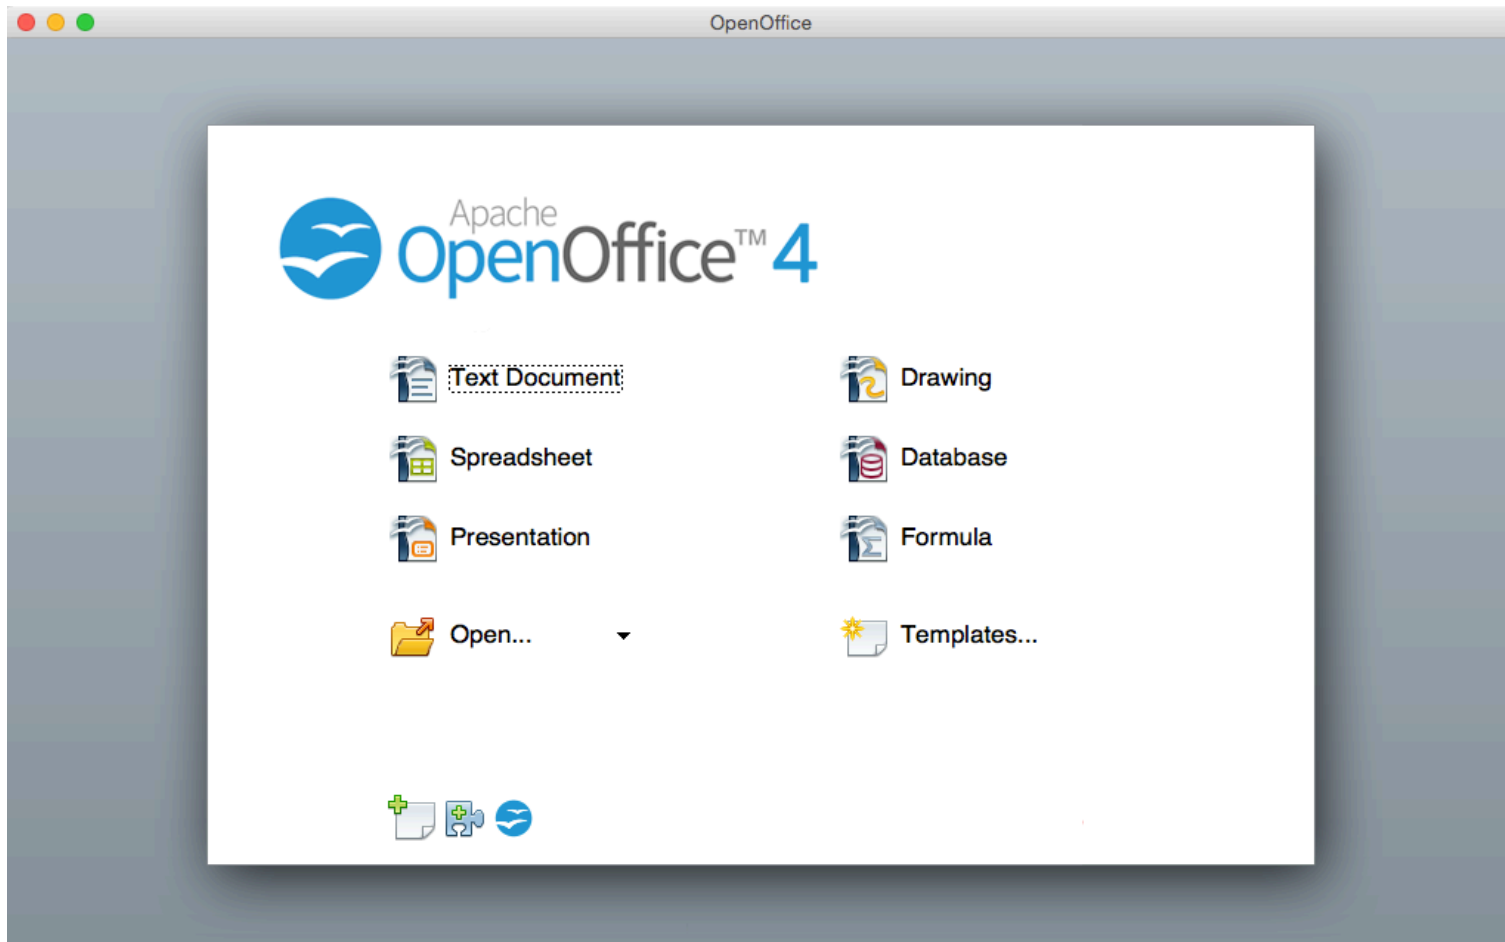 OpenOffice
Apache
OpenOffice™ 4
Text Document
Drawing
Spreadsheet
Database
Presentation
Formula
Open...
Templates...